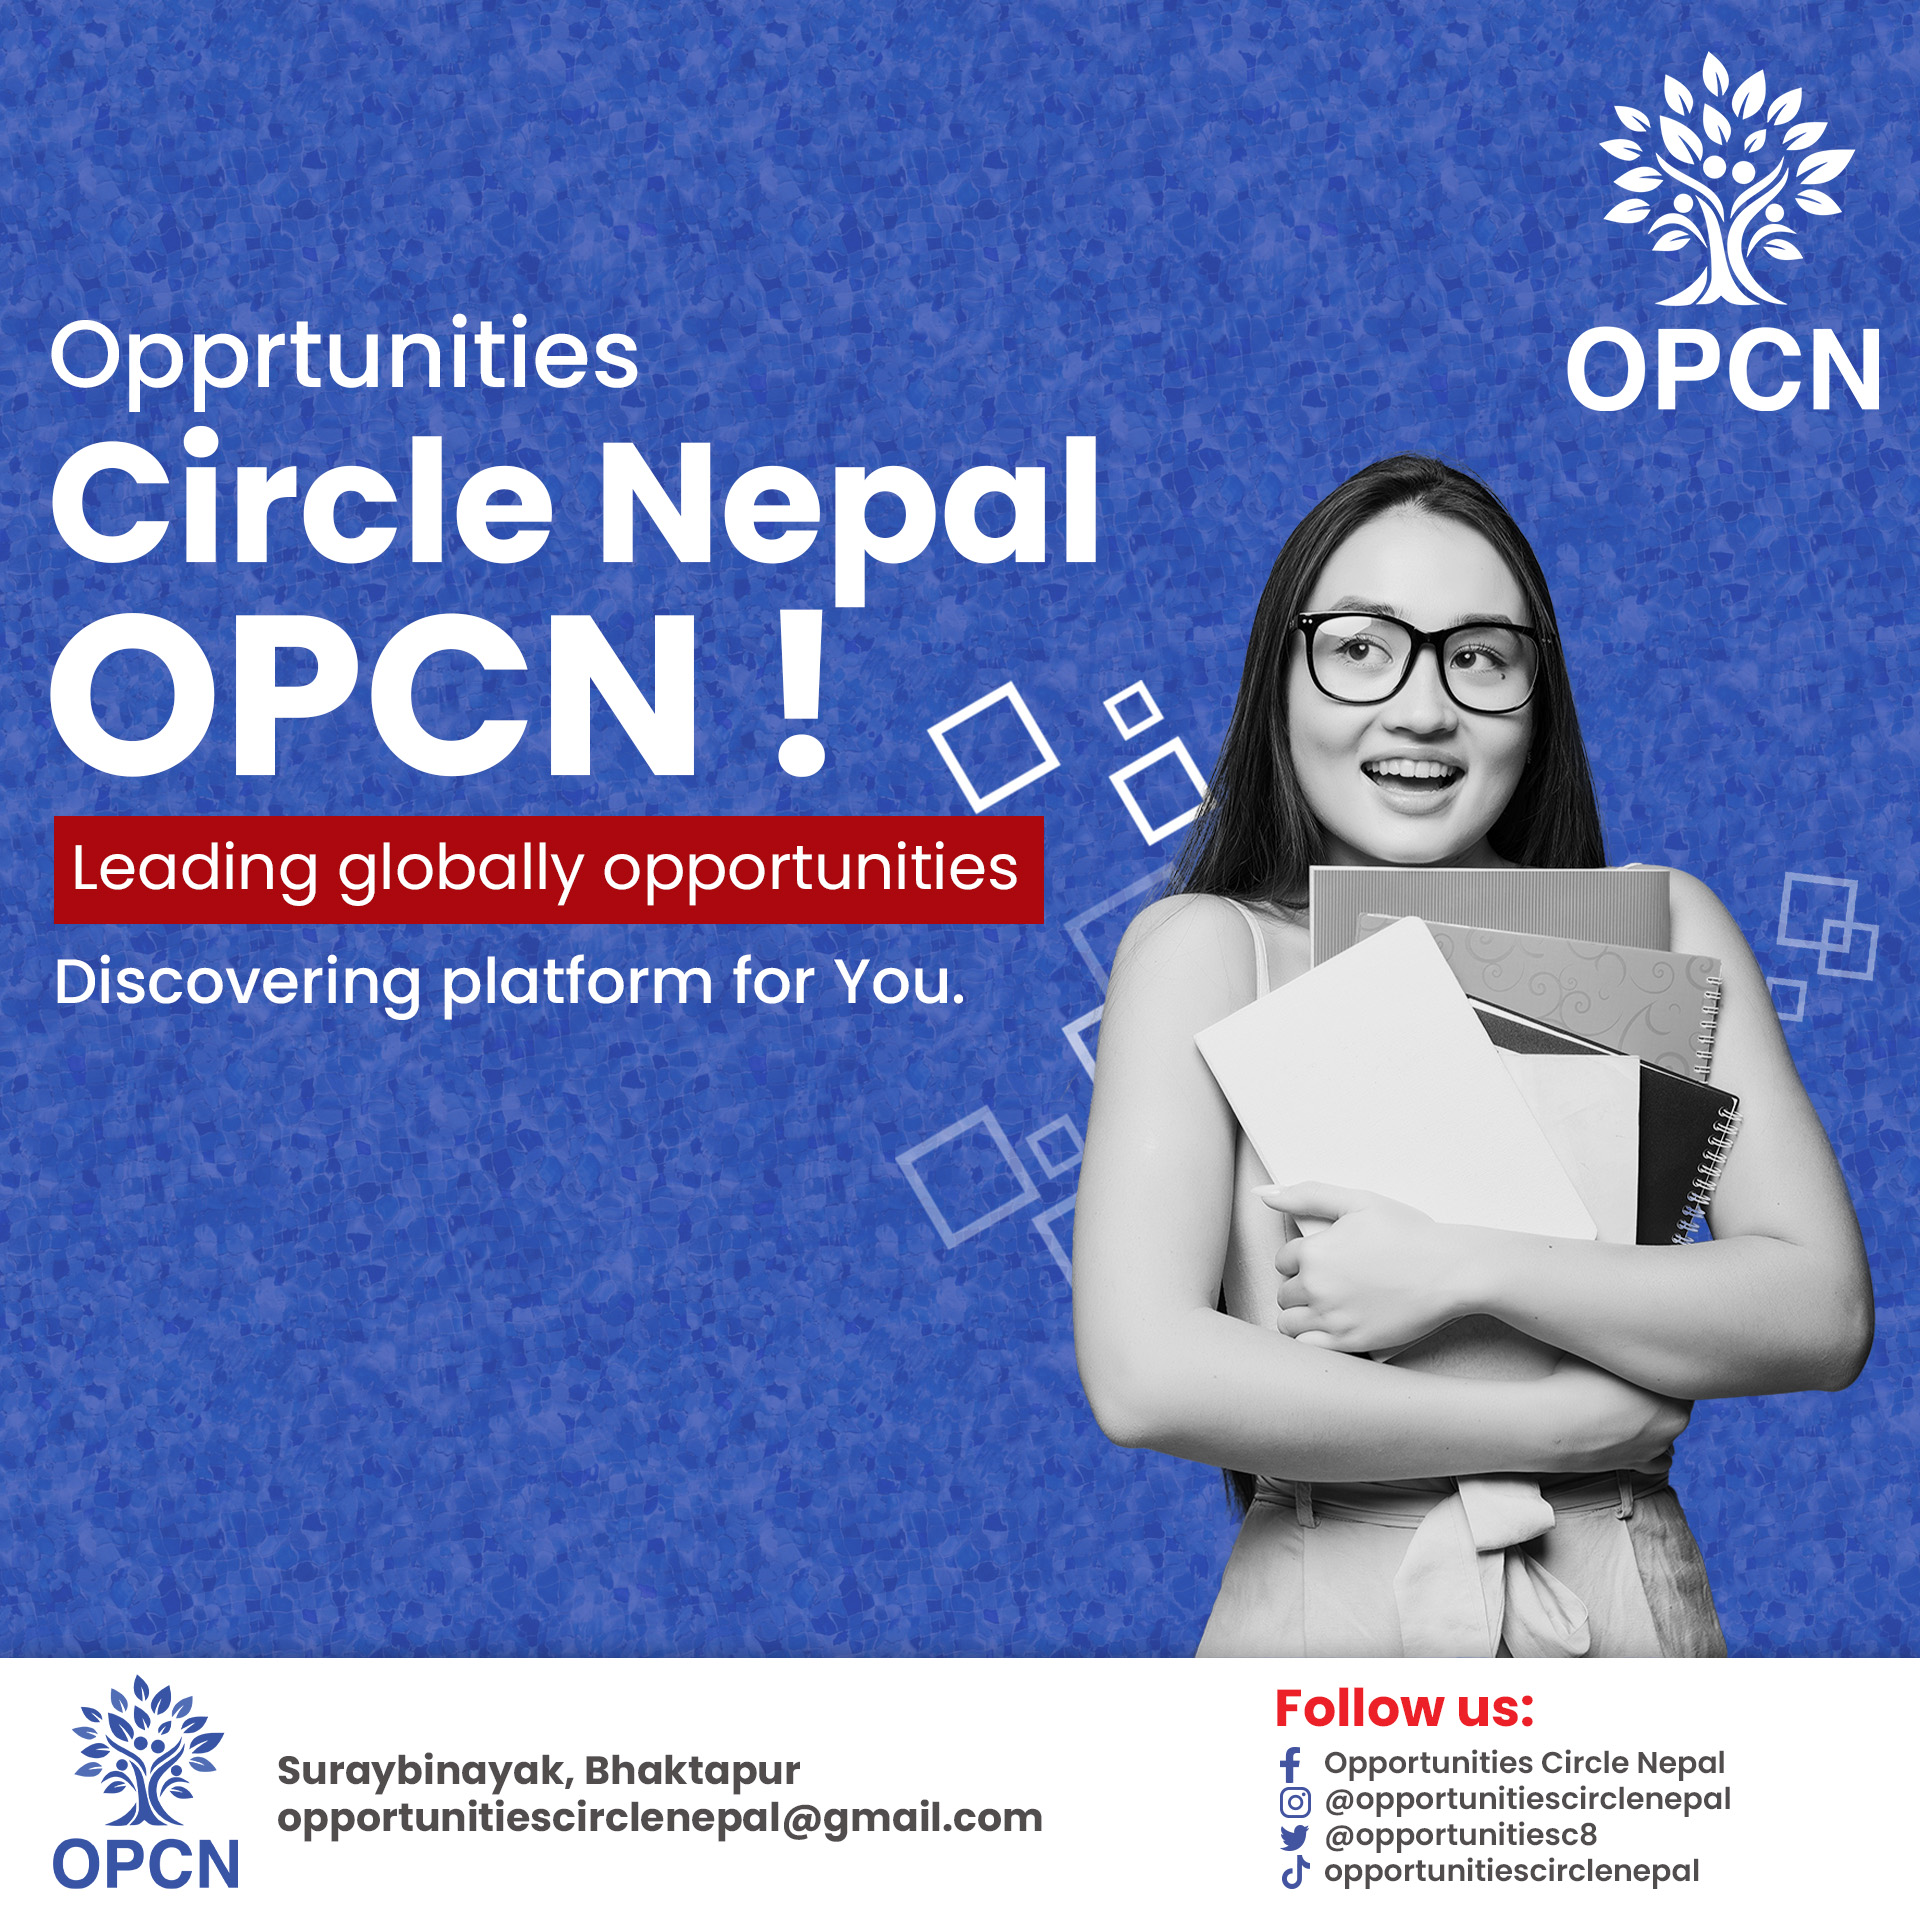 OPCN
Opprtunities
Circle Nepal
OPCN !
Leading globally opportunities
Discovering platform for You.
OPCN
Suraybinayak, Bhaktapur
opportunitiescirclenepal@gmail.com
Follow us:
Opportunities Circle Nepal
@opportunitiescirclenepal
@opportunitiesc8
opportunitiescirclenepal